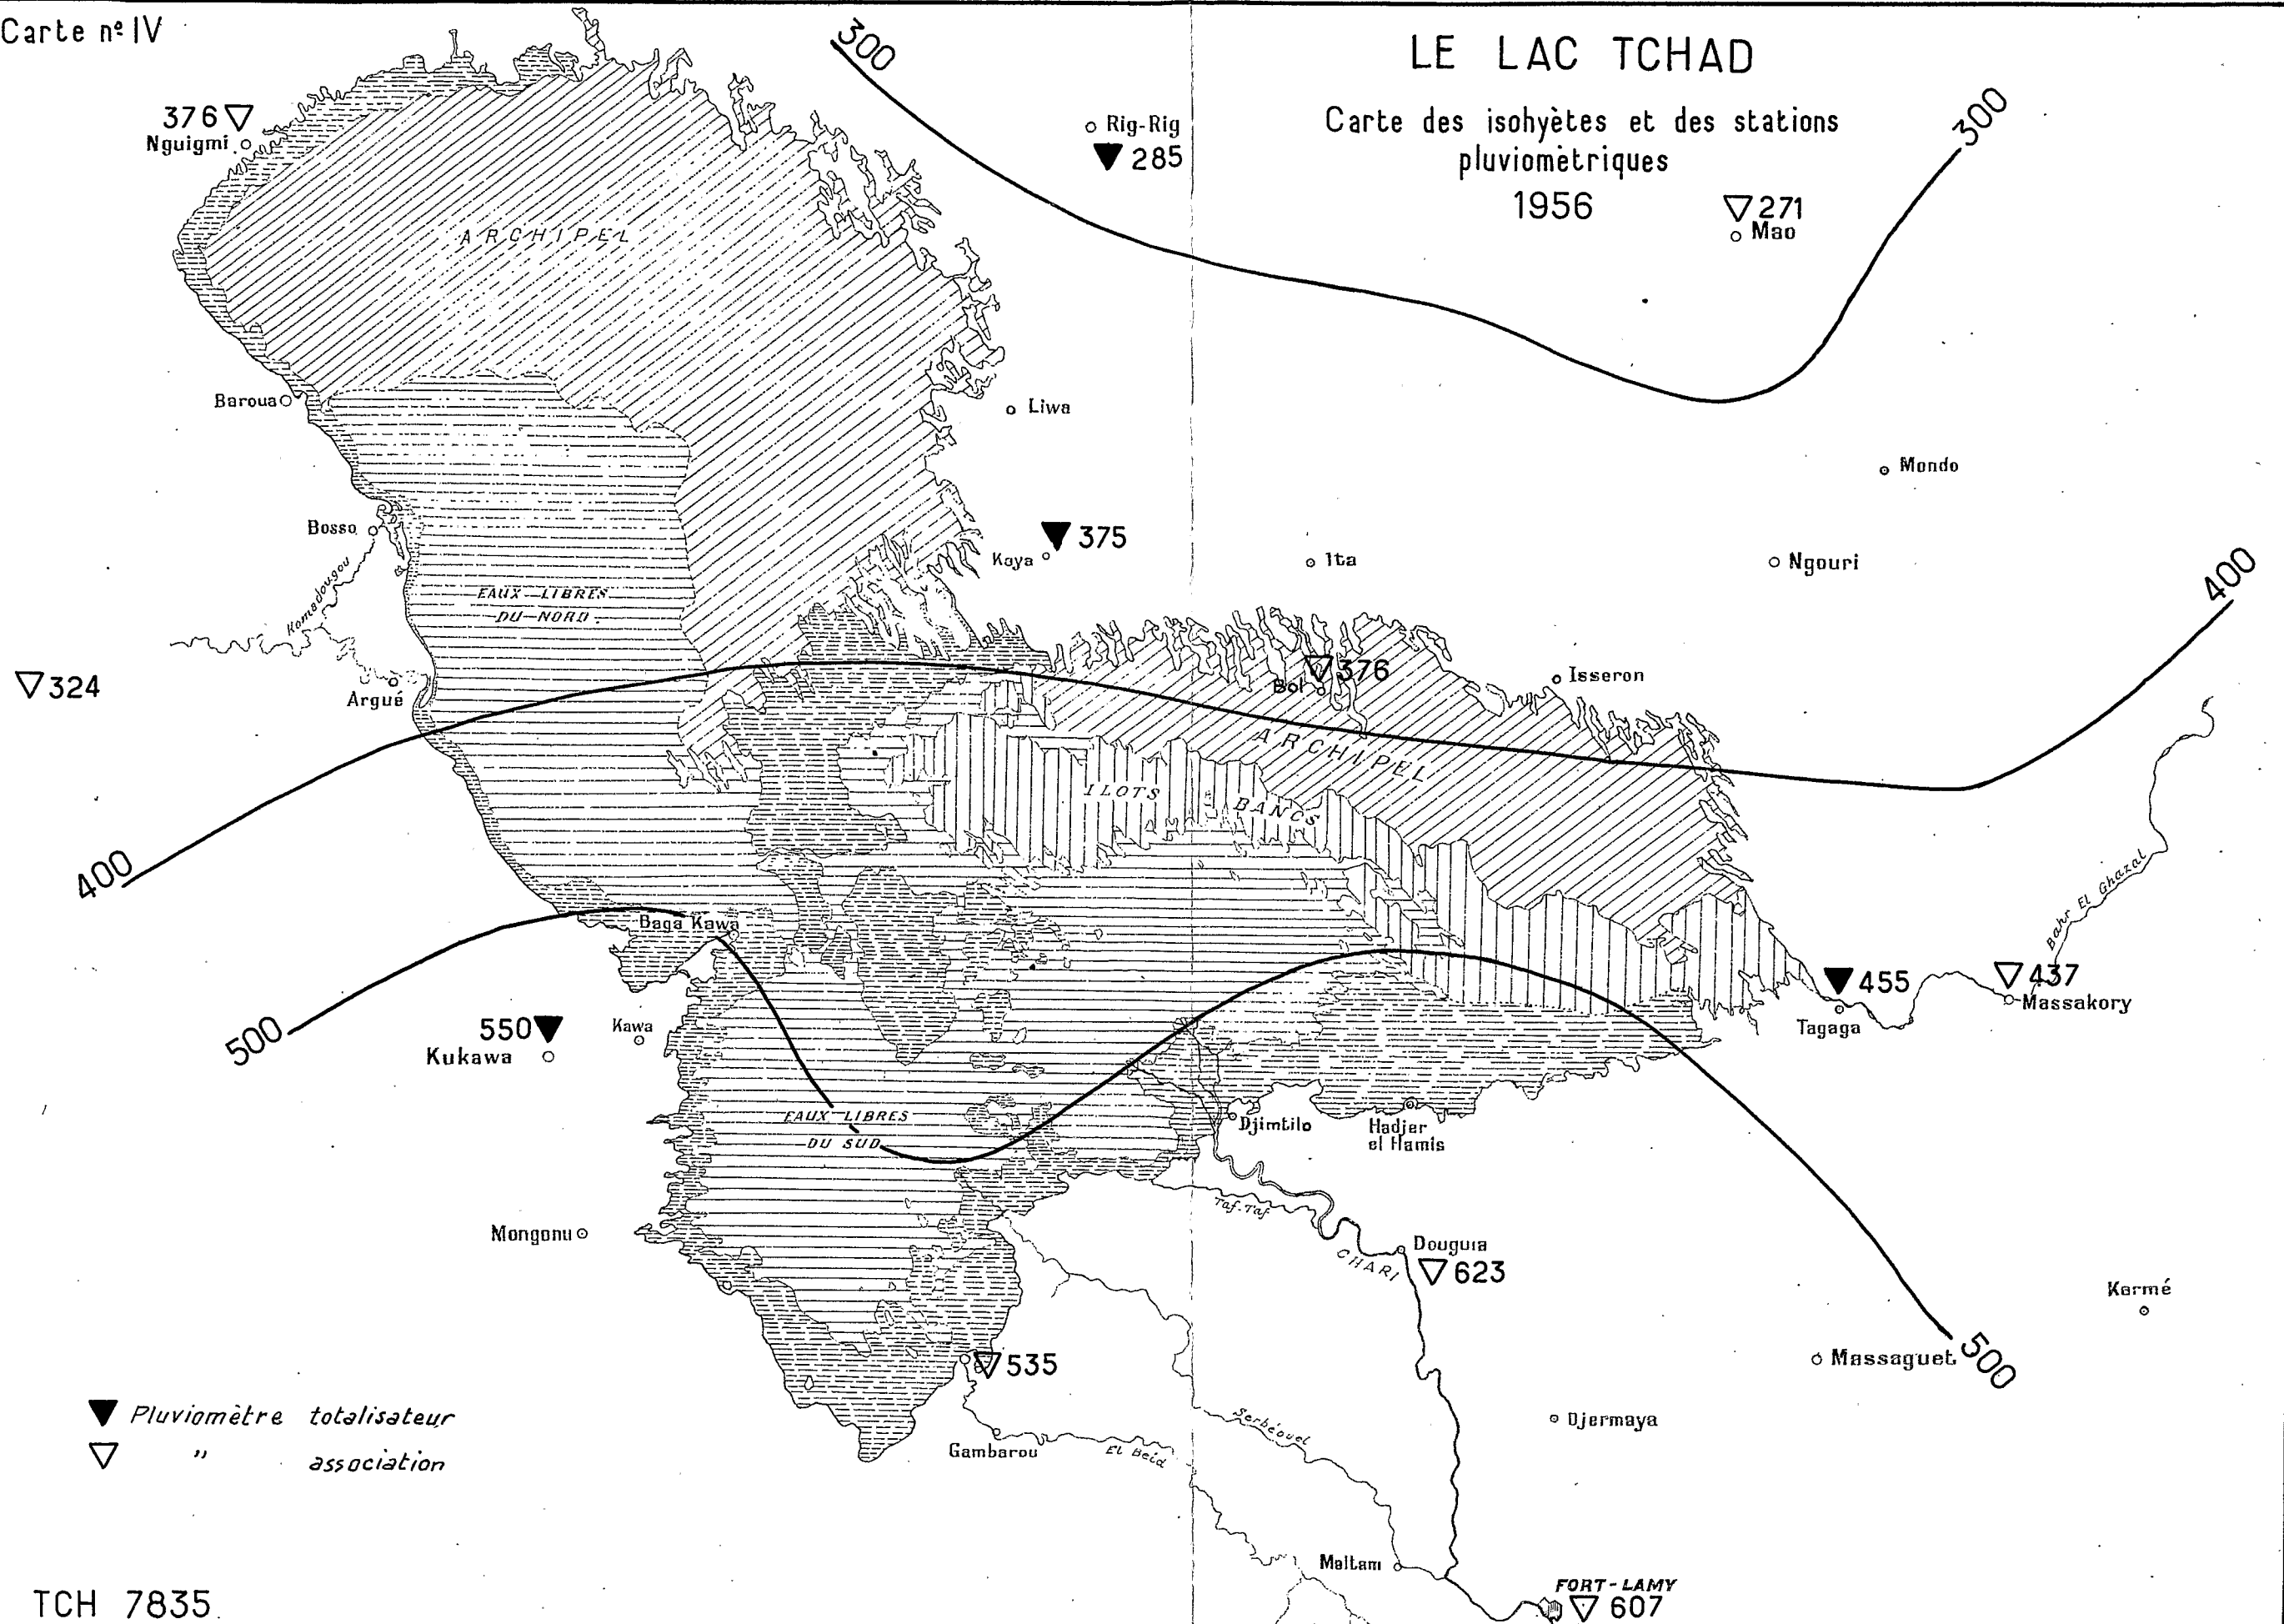 Carte nº IV
LE LAC TCHAD
Carte des isohyètes et des stations
pluviomètriques
1956
300
300
376
Nguigmi
Rig-Rig
285
271
Mao
ARCHIPEL
Baroua
Liwa
Mondo
Bosso
375
Kaya
Ita
Ngouri
400
Komadougou
EAUX LIBRES
DU NORD
324
Argué
376
Bol
Isseron
ARCHIPEL
ILOTS
BANCS
400
Bahr El Ghazal
Baga Kawa
455
437
Massakory
Tagaga
500
550
Kukawa
Kawa
EAUX LIBRES
DU SUD
Djimtilo
Hadjer
el Hamis
Taf. Taf
Mongonu
Douguia
CHARI
623
Karmé
535
Massaguet
500
Pluviomètre totalisateur
" association
Djermaya
Serbéouel
Gambarou
El Beid
Maltam
FORT-LAMY
607
TCH 7835